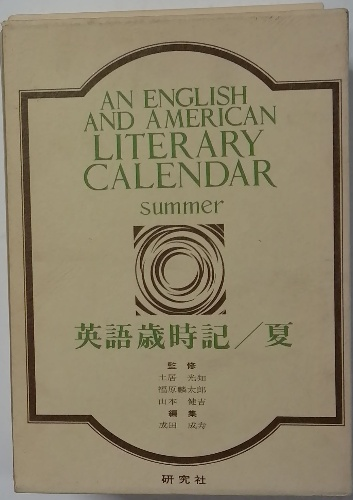 AN ENGLISH
AND AMERICAN
LITERARY
CALENDAR
summer
英語歳時記／夏
監修
土居 光知
福原麟太郎
山本 健吉
編集
成田 成寿
研究社